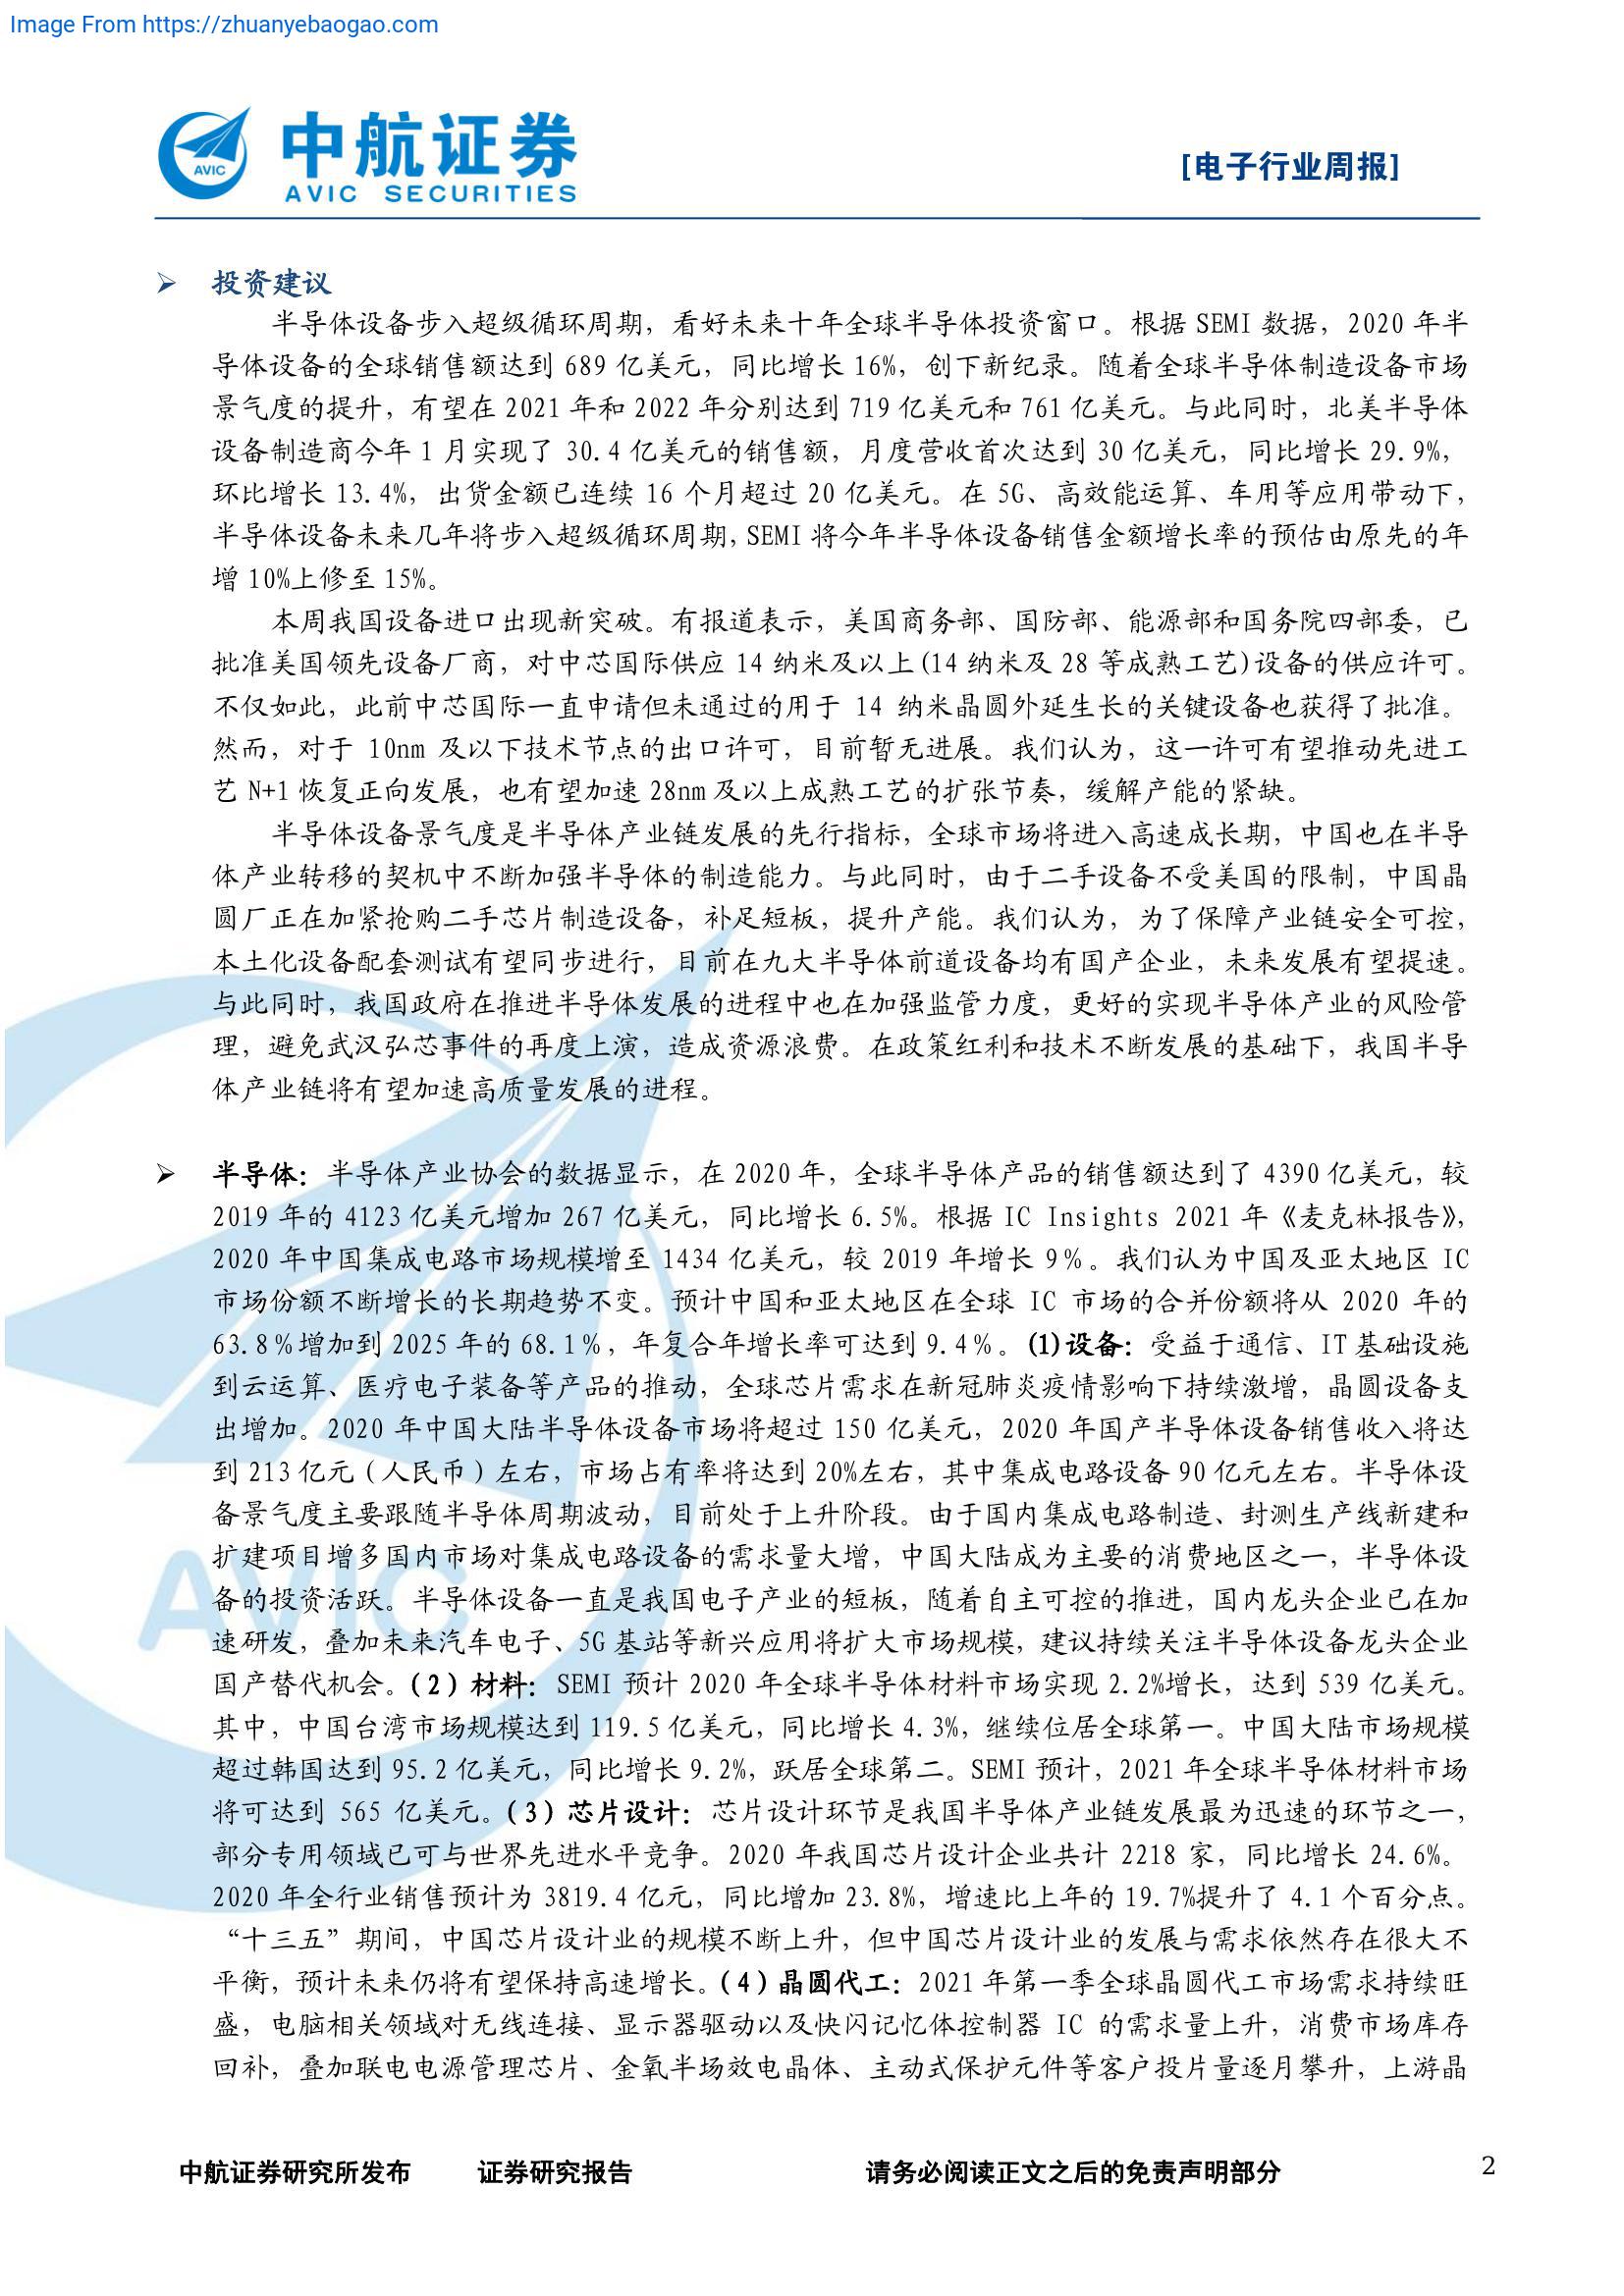 Image From https://zhuanyebaogao.com
AVIC
中航证券
AVIC SECURITIES
[电子行业周报]
➢ 投资建议
半导体设备步入超级循环周期，看好未来十年全球半导体投资窗口。根据 SEMI 数据，2020 年半
导体设备的全球销售额达到 689 亿美元，同比增长 16%，创下新纪录。随着全球半导体制造设备市场
景气度的提升，有望在 2021 年和 2022 年分别达到 719 亿美元和 761 亿美元。与此同时，北美半导体
设备制造商今年 1 月实现了 30.4 亿美元的销售额，月度营收首次达到 30 亿美元，同比增长 29.9%，
环比增长 13.4%，出货金额已连续 16 个月超过 20 亿美元。在 5G、高效能运算、车用等应用带动下，
半导体设备未来几年将步入超级循环周期，SEMI 将今年半导体设备销售金额增长率的预估由原先的年
增 10%上修至 15%。
本周我国设备进口出现新突破。有报道表示，美国商务部、国防部、能源部和国务院四部委，已
批准美国领先设备厂商，对中芯国际供应 14 纳米及以上(14 纳米及 28 等成熟工艺)设备的供应许可。
不仅如此，此前中芯国际一直申请但未通过的用于 14 纳米晶圆外延生长的关键设备也获得了批准。
然而，对于 10nm 及以下技术节点的出口许可，目前暂无进展。我们认为，这一许可有望推动先进工
艺 N+1 恢复正向发展，也有望加速 28nm 及以上成熟工艺的扩张节奏，缓解产能的紧缺。
半导体设备景气度是半导体产业链发展的先行指标，全球市场将进入高速成长期，中国也在半导
体产业转移的契机中不断加强半导体的制造能力。与此同时，由于二手设备不受美国的限制，中国晶
圆厂正在加紧抢购二手芯片制造设备，补足短板，提升产能。我们认为，为了保障产业链安全可控，
本土化设备配套测试有望同步进行，目前在九大半导体前道设备均有国产企业，未来发展有望提速。
与此同时，我国政府在推进半导体发展的进程中也在加强监管力度，更好的实现半导体产业的风险管
理，避免武汉弘芯事件的再度上演，造成资源浪费。在政策红利和技术不断发展的基础下，我国半导
体产业链将有望加速高质量发展的进程。
➢ 半导体：半导体产业协会的数据显示，在 2020 年，全球半导体产品的销售额达到了 4390 亿美元，较
2019 年的 4123 亿美元增加 267 亿美元，同比增长 6.5%。根据 IC Insights 2021 年《麦克林报告》，
2020 年中国集成电路市场规模增至 1434 亿美元，较 2019 年增长 9％。我们认为中国及亚太地区 IC
市场份额不断增长的长期趋势不变。预计中国和亚太地区在全球 IC 市场的合并份额将从 2020 年的
63.8％增加到 2025 年的 68.1％，年复合年增长率可达到 9.4％。(1)设备：受益于通信、IT 基础设施
到云运算、医疗电子装备等产品的推动，全球芯片需求在新冠肺炎疫情影响下持续激增，晶圆设备支
出增加。2020 年中国大陆半导体设备市场将超过 150 亿美元，2020 年国产半导体设备销售收入将达
到 213 亿元（人民币）左右，市场占有率将达到 20%左右，其中集成电路设备 90 亿元左右。半导体设
备景气度主要跟随半导体周期波动，目前处于上升阶段。由于国内集成电路制造、封测生产线新建和
扩建项目增多国内市场对集成电路设备的需求量大增，中国大陆成为主要的消费地区之一，半导体设
备的投资活跃。半导体设备一直是我国电子产业的短板，随着自主可控的推进，国内龙头企业已在加
速研发，叠加未来汽车电子、5G 基站等新兴应用将扩大市场规模，建议持续关注半导体设备龙头企业
国产替代机会。（2）材料：SEMI 预计 2020 年全球半导体材料市场实现 2.2%增长，达到 539 亿美元。
其中，中国台湾市场规模达到 119.5 亿美元，同比增长 4.3%，继续位居全球第一。中国大陆市场规模
超过韩国达到 95.2 亿美元，同比增长 9.2%，跃居全球第二。SEMI 预计，2021 年全球半导体材料市场
将可达到 565 亿美元。（3）芯片设计：芯片设计环节是我国半导体产业链发展最为迅速的环节之一，
部分专用领域已可与世界先进水平竞争。2020 年我国芯片设计企业共计 2218 家，同比增长 24.6%。
2020 年全行业销售预计为 3819.4 亿元，同比增加 23.8%，增速比上年的 19.7%提升了 4.1 个百分点。
“十三五”期间，中国芯片设计业的规模不断上升，但中国芯片设计业的发展与需求依然存在很大不
平衡，预计未来仍将有望保持高速增长。（4）晶圆代工：2021 年第一季全球晶圆代工市场需求持续旺
盛，电脑相关领域对无线连接、显示器驱动以及快闪记忆体控制器 IC 的需求量上升，消费市场库存
回补，叠加联电电源管理芯片、金氧半场效电晶体、主动式保护元件等客户投片量逐月攀升，上游晶
AVIC
中航证券研究所发布 证券研究报告 请务必阅读正文之后的免责声明部分 2